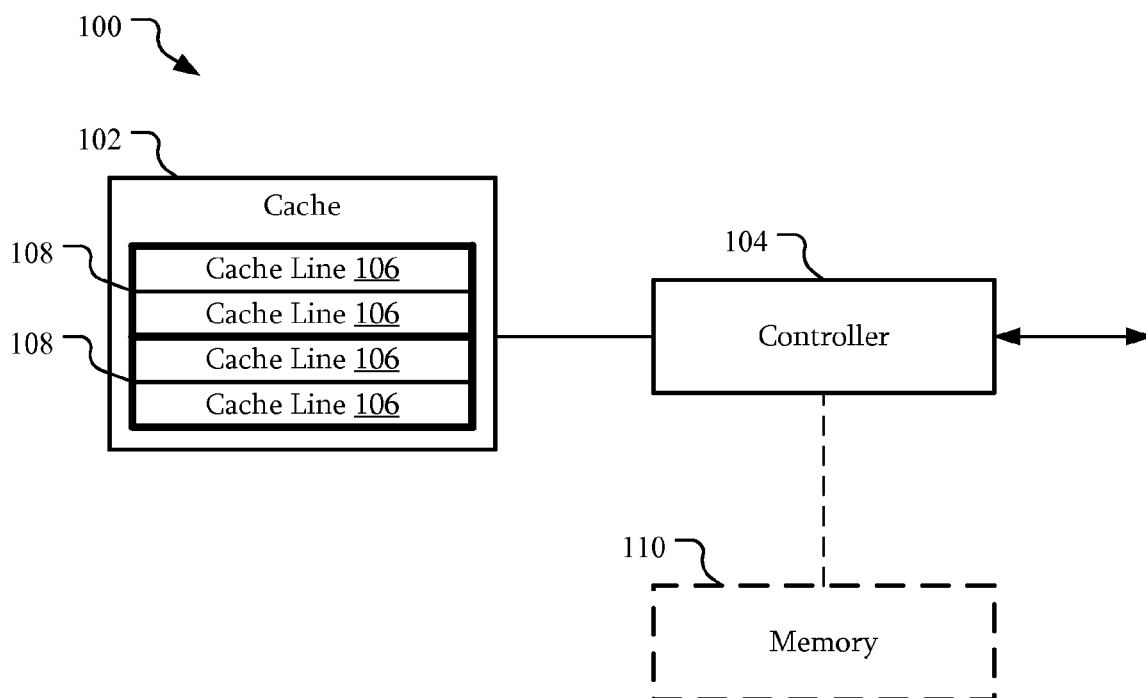 100
102
Cache
108
Cache Line 106
104
Cache Line 106
108
Cache Line 106
Controller
Cache Line 106
110
Memory